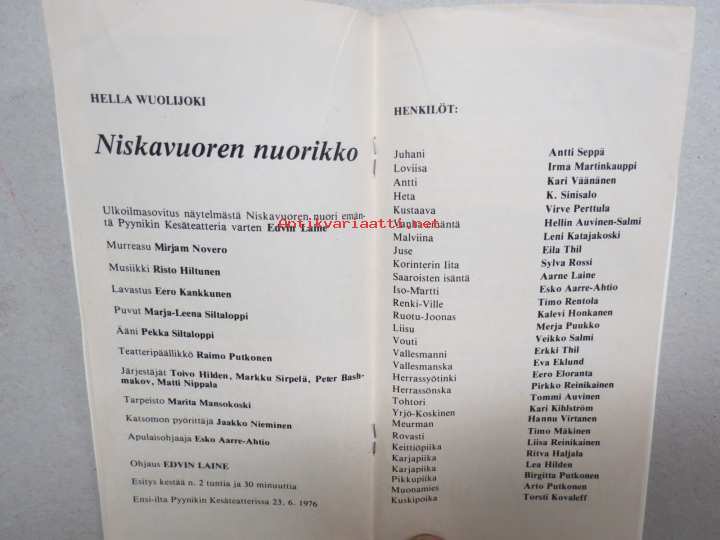 HELLA WUOLIJOKI
Niskavuoren nuorikko
Ulkoilmasovitus näytelmästä Niskavuoren nuori emän-
tä Pyynikin Kesäteatteria varten Edvin Laine
Murreasu Mirjam Novero
Musiikki Risto Hiltunen
Lavastus Eero Kankkunen
Puvut Marja-Leena Siltaloppi
Ääni Pekka Siltaloppi
Teatteripäällikkö Raimo Putkonen
Järjestäjät Toivo Hilden, Markku Sirpelä, Peter Bash-
makov, Matti Nippala
Tarpeisto Marita Mansokoski
Katsomon pyörittäjä Jaakko Nieminen
Apulaisohjaaja Esko Aarre-Ahtio
Ohjaus EDVIN LAINE
Esitys kestää n. 2 tuntia ja 30 minuuttia
Ensi-ilta Pyynikin Kesäteatterissa 23. 6. 1976
HENKILÖT:
Juhani Antti Seppä
Loviisa Irma Martinkauppi
Antti Kari Väänänen
Heta K. Sinisalo
Kustaava Virve Perttula
Vanhaemäntä Hellin Auvinen-Salmi
Malviina Leni Katajakoski
Juse Eila Thil
Korinterin Iita Sylva Rossi
Saaroisten isäntä Aarne Laine
Iso-Martti Esko Aarre-Ahtio
Renki-Ville Timo Rentola
Ruotu-Joonas Kalevi Honkanen
Liisu Merja Puukko
Vouti Veikko Salmi
Vallesmanni Erkki Thil
Vallesmanska Eva Eklund
Herrassyötinki Eero Eloranta
Herrassönska Pirkko Reinikainen
Tohtori Tommi Auvinen
Yrjö-Koskinen Kari Kihlström
Meurman Hannu Virtanen
Rovasti Timo Mäkinen
Keittiöpiika Liisa Reinikainen
Karjapiika Ritva Haljala
Karjapiika Lea Hilden
Pikkupiika Birgitta Putkonen
Muonamies Arto Putkonen
Kuskipoika Torsti Kovaleff
Antikvariaatty.net